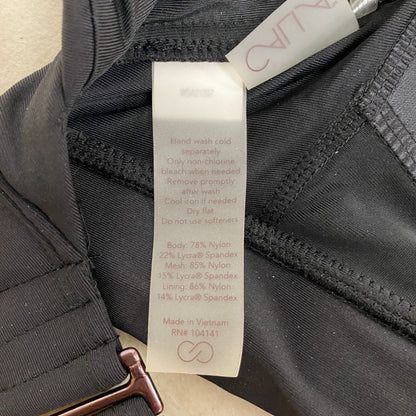 CALIA
Hand wash cold
separately
Only non-chlorine
bleach when needed
Remove promptly
after wash
Cool iron if needed
Dry flat
Do not use softeners
Body: 78% Nylon
22% Lycra® Spandex
Mesh: 85% Nylon
15% Lycra® Spandex
Lining: 86% Nylon
14% Lycra® Spandex
Made in Vietnam
RN# 104141